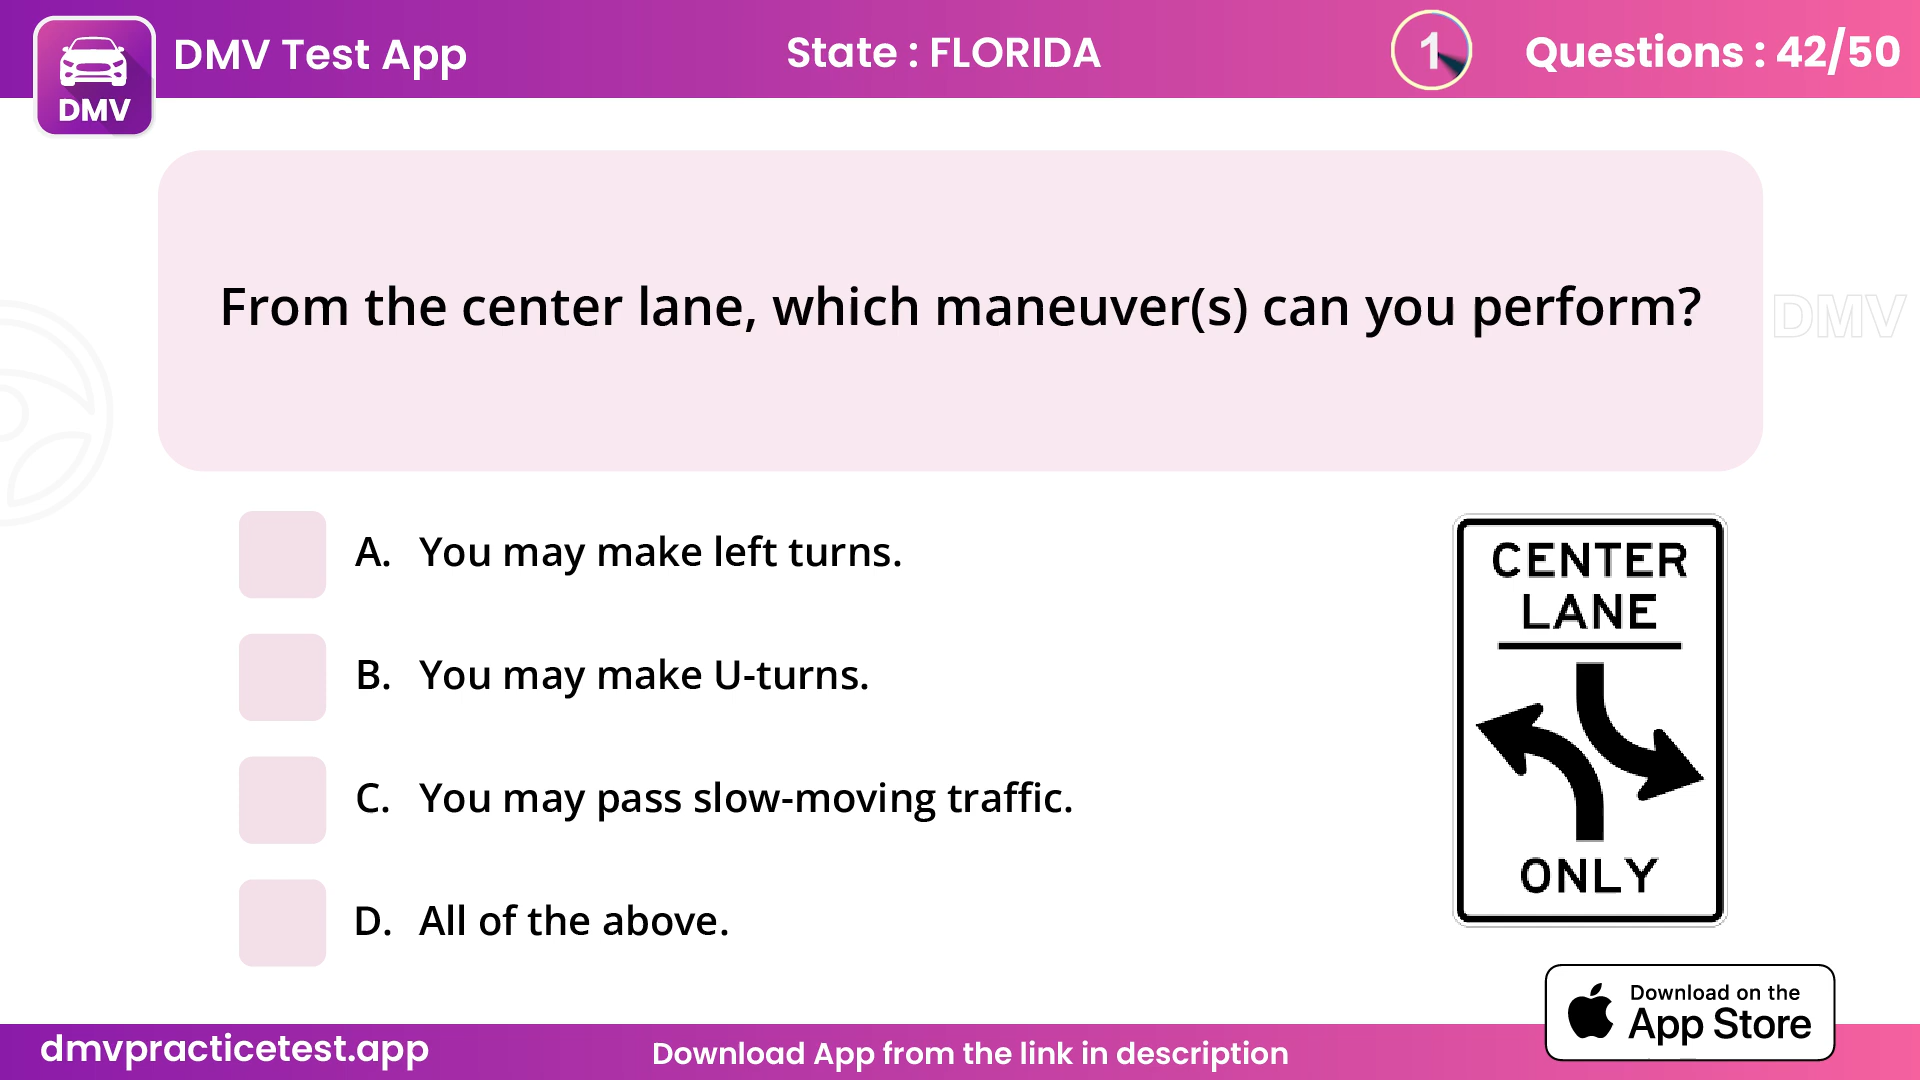 DMV
DMV Test App
State : FLORIDA
1
Questions : 42/50
From the center lane, which maneuver(s) can you perform?
DMV
A. You may make left turns.
B. You may make U-turns.
C. You may pass slow-moving traffic.
D. All of the above.
CENTER
LANE
ONLY
Download on the
App Store
dmvpracticetest.app
Download App from the link in description